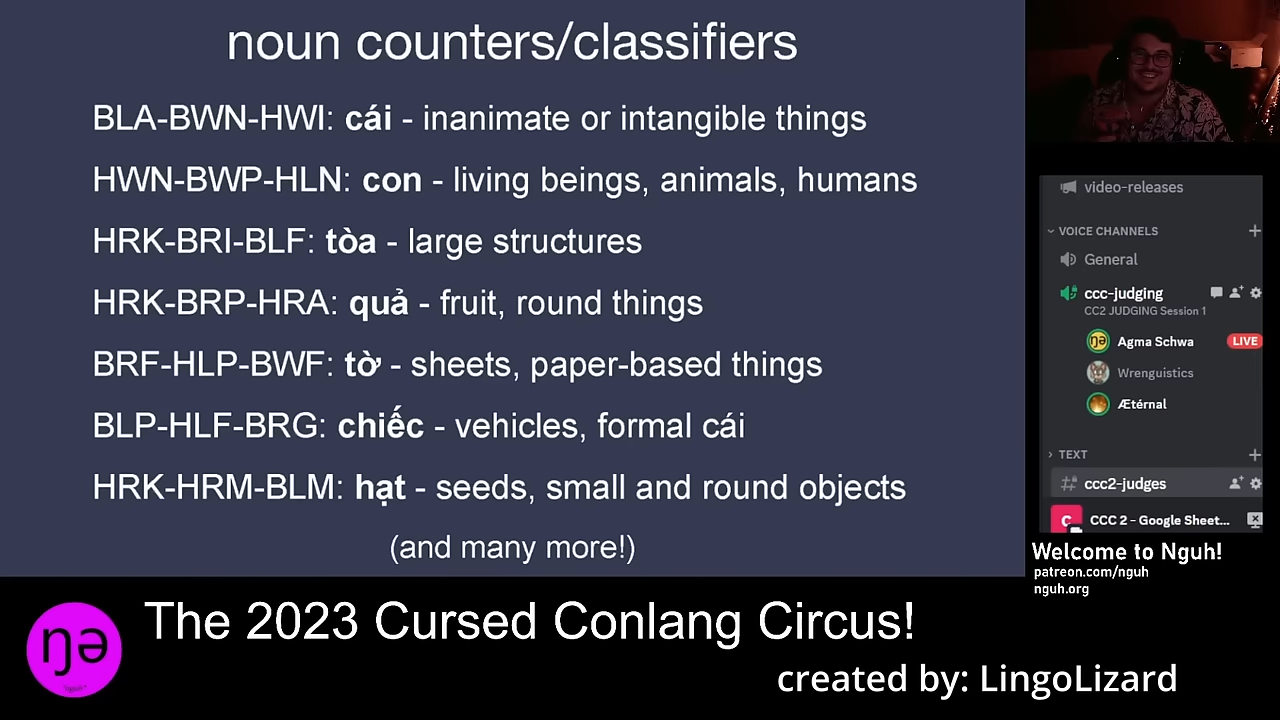 noun counters/classifiers
BLA-BWN-HWI: cái - inanimate or intangible things
HWN-BWP-HLN: con - living beings, animals, humans
HRK-BRI-BLF: tòa - large structures
HRK-BRP-HRA: quả - fruit, round things
BRF-HLP-BWF: tờ - sheets, paper-based things
BLP-HLF-BRG: chiếc - vehicles, formal cái
HRK-HRM-BLM: hạt - seeds, small and round objects
(and many more!)
video-releases
VOICE CHANNELS
General
ccc-judging
CC2 JUDGING Session 1
ŋə Agma Schwa LIVE
Wrenguistics
Ætérnal
TEXT
ccc2-judges
C CCC 2 - Google Sheet...
Welcome to Nguh!
patreon.com/nguh
nguh.org
ŋə
The 2023 Cursed Conlang Circus!
created by: LingoLizard